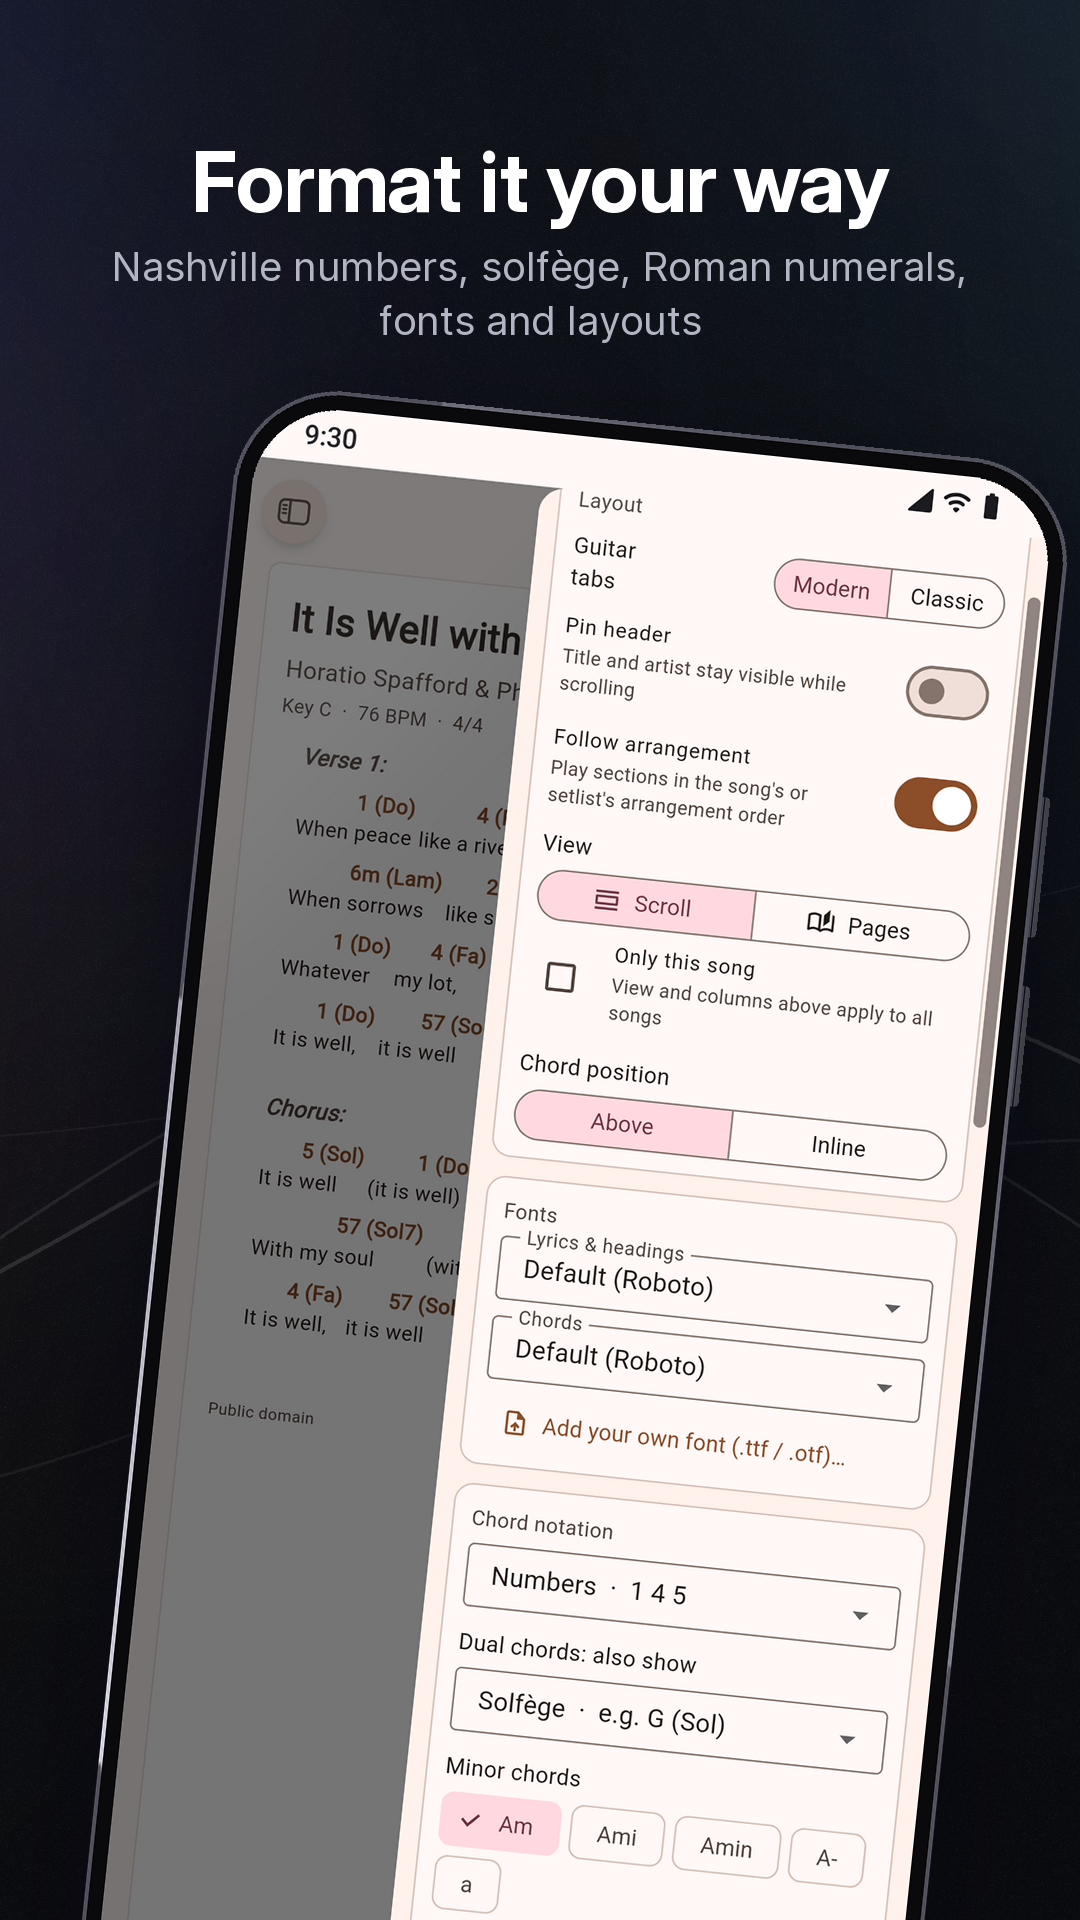 Format it your way
Nashville numbers, solfège, Roman numerals,
fonts and layouts
9:30
It Is Well with
Horatio Spafford &
Key C · 76 BPM · 4/4
Verse 1:
1 (Do) 4
When peace like a
6m (Lam) 2
When sorrows like
1 (Do) 4 (Fa)
Whatever my lot,
1 (Do) 57
It is well, it is well
Chorus:
5 (Sol) 1 (Do
It is well (it is well)
57 (Sol7)
With my soul
4 (Fa) 57 (Sol
It is well, it is well
Public domain
Layout
Guitar
tabs
Modern Classic
Pin header
Title and artist stay visible while
scrolling
Follow arrangement
Play sections in the song's or
setlist's arrangement order
View
Scroll Pages
Only this song
View and columns above apply to all
songs
Chord position
Above Inline
Fonts
Lyrics & headings
Default (Roboto)
Chords
Default (Roboto)
Add your own font (.ttf / .otf)...
Chord notation
Numbers · 1 4 5
Dual chords: also show
Solfège · e.g. G (Sol)
Minor chords
Am Ami Amin A-
a